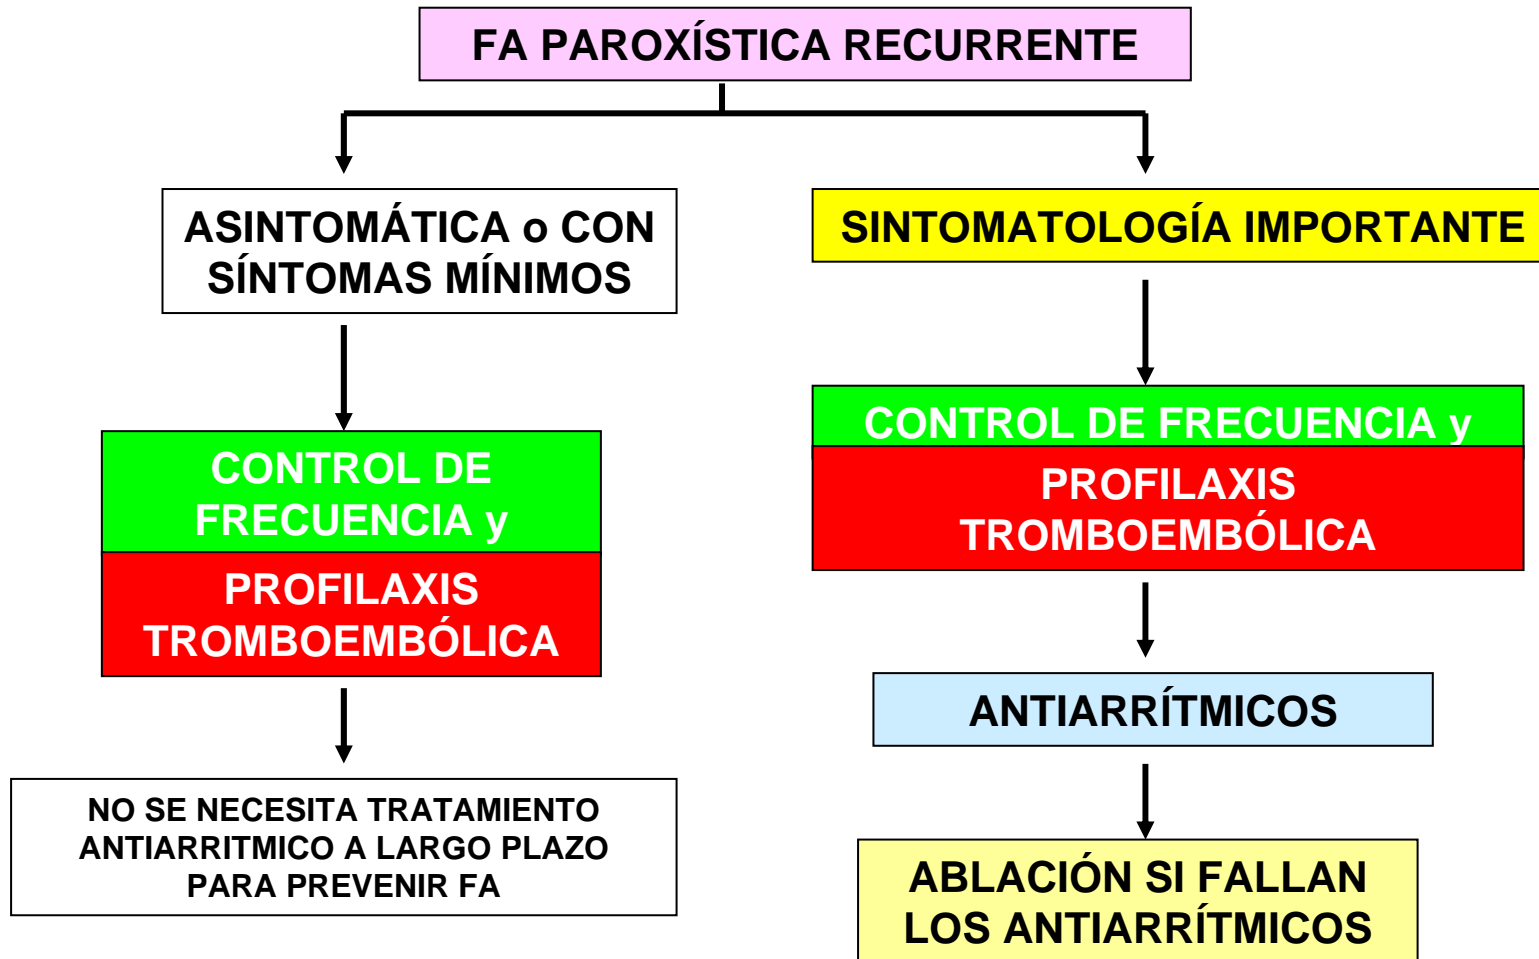 FA PAROXÍSTICA RECURRENTE
ASINTOMÁTICA o CON
SÍNTOMAS MÍNIMOS
CONTROL DE
FRECUENCIA y
PROFILAXIS
TROMBOEMBÓLICA
NO SE NECESITA TRATAMIENTO
ANTIARRITMICO A LARGO PLAZO
PARA PREVENIR FA
SINTOMATOLOGÍA IMPORTANTE
CONTROL DE FRECUENCIA y
PROFILAXIS
TROMBOEMBÓLICA
ANTIARRÍTMICOS
ABLACIÓN SI FALLAN
LOS ANTIARRÍTMICOS